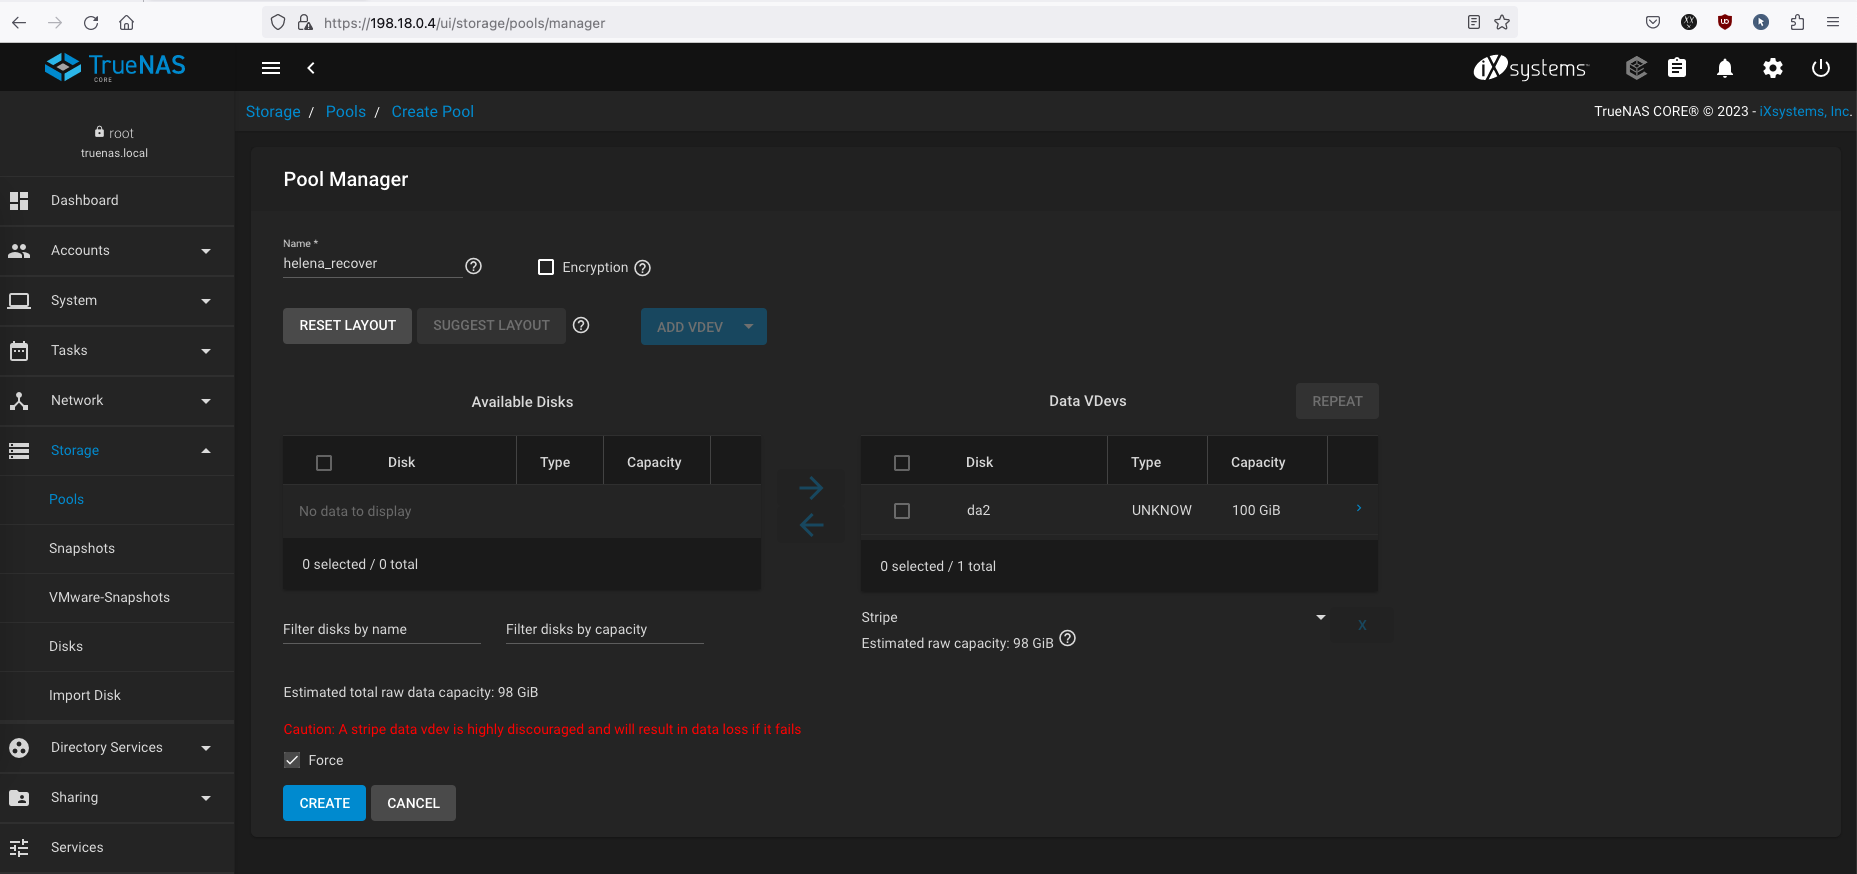 https://198.18.0.4/ui/storage/pools/manager
TrueNAS
CORE
iXsystems™
Storage / Pools / Create Pool
TrueNAS CORE® © 2023 - iXsystems, Inc.
root
truenas.local
Dashboard
Accounts
System
Tasks
Network
Storage
Pools
Snapshots
VMware-Snapshots
Disks
Import Disk
Directory Services
Sharing
Services
Pool Manager
Name *
helena_recover
Encryption
RESET LAYOUT
SUGGEST LAYOUT
ADD VDEV
Available Disks
Disk Type Capacity
No data to display
0 selected / 0 total
Filter disks by name
Filter disks by capacity
Data VDevs
REPEAT
Disk Type Capacity
da2 UNKNOW 100 GiB
0 selected / 1 total
Stripe
X
Estimated raw capacity: 98 GiB
Estimated total raw data capacity: 98 GiB
Caution: A stripe data vdev is highly discouraged and will result in data loss if it fails
Force
CREATE
CANCEL